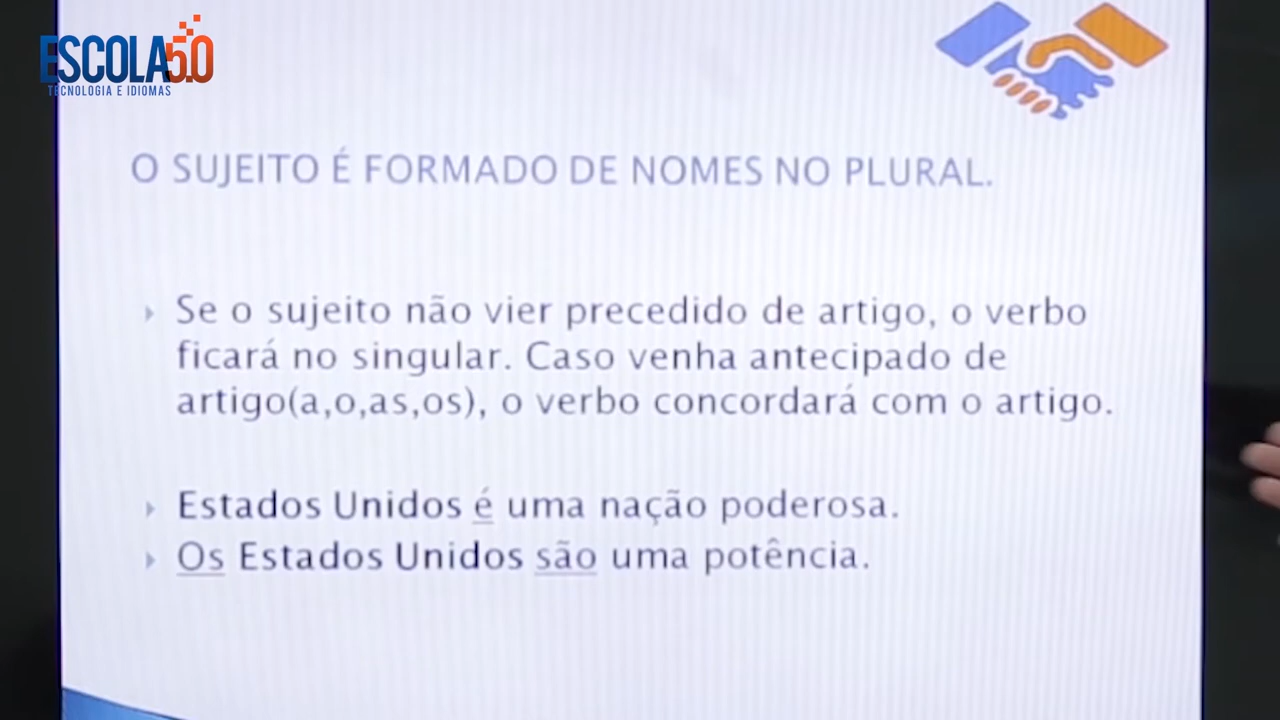 ESCOLA5.0
TECNOLOGIA E IDIOMAS
O SUJEITO É FORMADO DE NOMES NO PLURAL.
Se o sujeito não vier precedido de artigo, o verbo
ficará no singular. Caso venha antecipado de
artigo(a,o,as,os), o verbo concordará com o artigo.
Estados Unidos é uma nação poderosa.
Os Estados Unidos são uma potência.